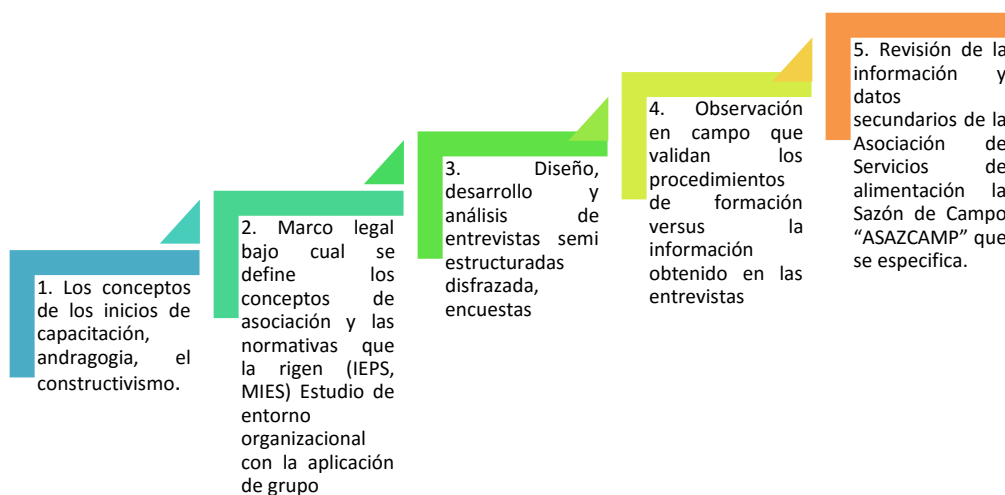 1. Los conceptos
de los inicios de
capacitación,
andragogia, el
constructivismo.
2. Marco legal
bajo cual se
define los
conceptos de
asociación y las
normativas que
la rigen (IEPS,
MIES) Estudio de
entorno
organizacional
con la aplicación
de grupo
3. Diseño,
desarrollo y
análisis de
entrevistas semi
estructuradas
disfrazada,
encuestas
4. Observación
en campo que
validan los
procedimientos
de formación
versus la
información
obtenido en las
entrevistas
5. Revisión de la
información y
datos
secundarios de la
Asociación de
Servicios de
alimentación la
Sazón de Campo
“ASAZCAMP” que
se especifica.